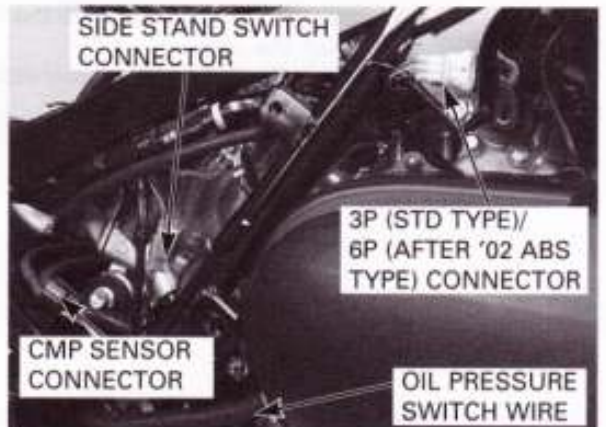 SIDE STAND SWITCH
CONNECTOR
3P (STD TYPE)/
6P (AFTER '02 ABS
TYPE) CONNECTOR
CMP SENSOR
CONNECTOR
OIL PRESSURE
SWITCH WIRE